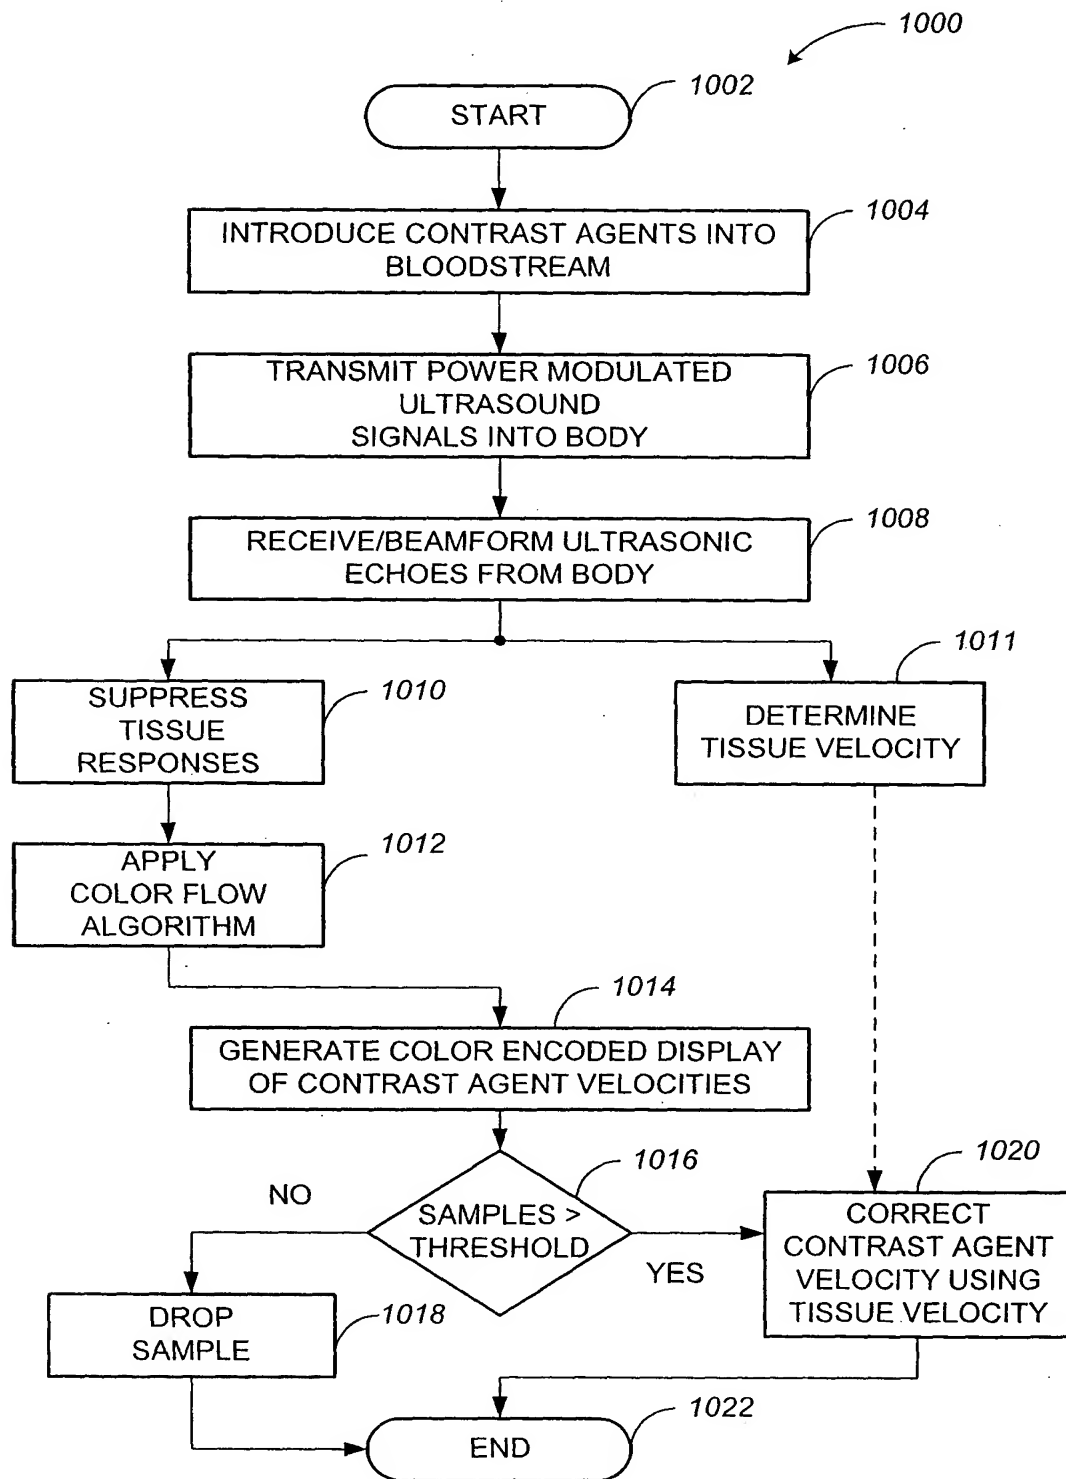 1000
START
1002
INTRODUCE CONTRAST AGENTS INTO
BLOODSTREAM
1004
TRANSMIT POWER MODULATED
ULTRASOUND
SIGNALS INTO BODY
1006
RECEIVE/BEAMFORM ULTRASONIC
ECHOES FROM BODY
1008
SUPPRESS
TISSUE
RESPONSES
1010
DETERMINE
TISSUE VELOCITY
1011
APPLY
COLOR FLOW
ALGORITHM
1012
GENERATE COLOR ENCODED DISPLAY
OF CONTRAST AGENT VELOCITIES
1014
SAMPLES >
THRESHOLD
1016
NO
YES
DROP
SAMPLE
1018
CORRECT
CONTRAST AGENT
VELOCITY USING
TISSUE VELOCITY
1020
END
1022